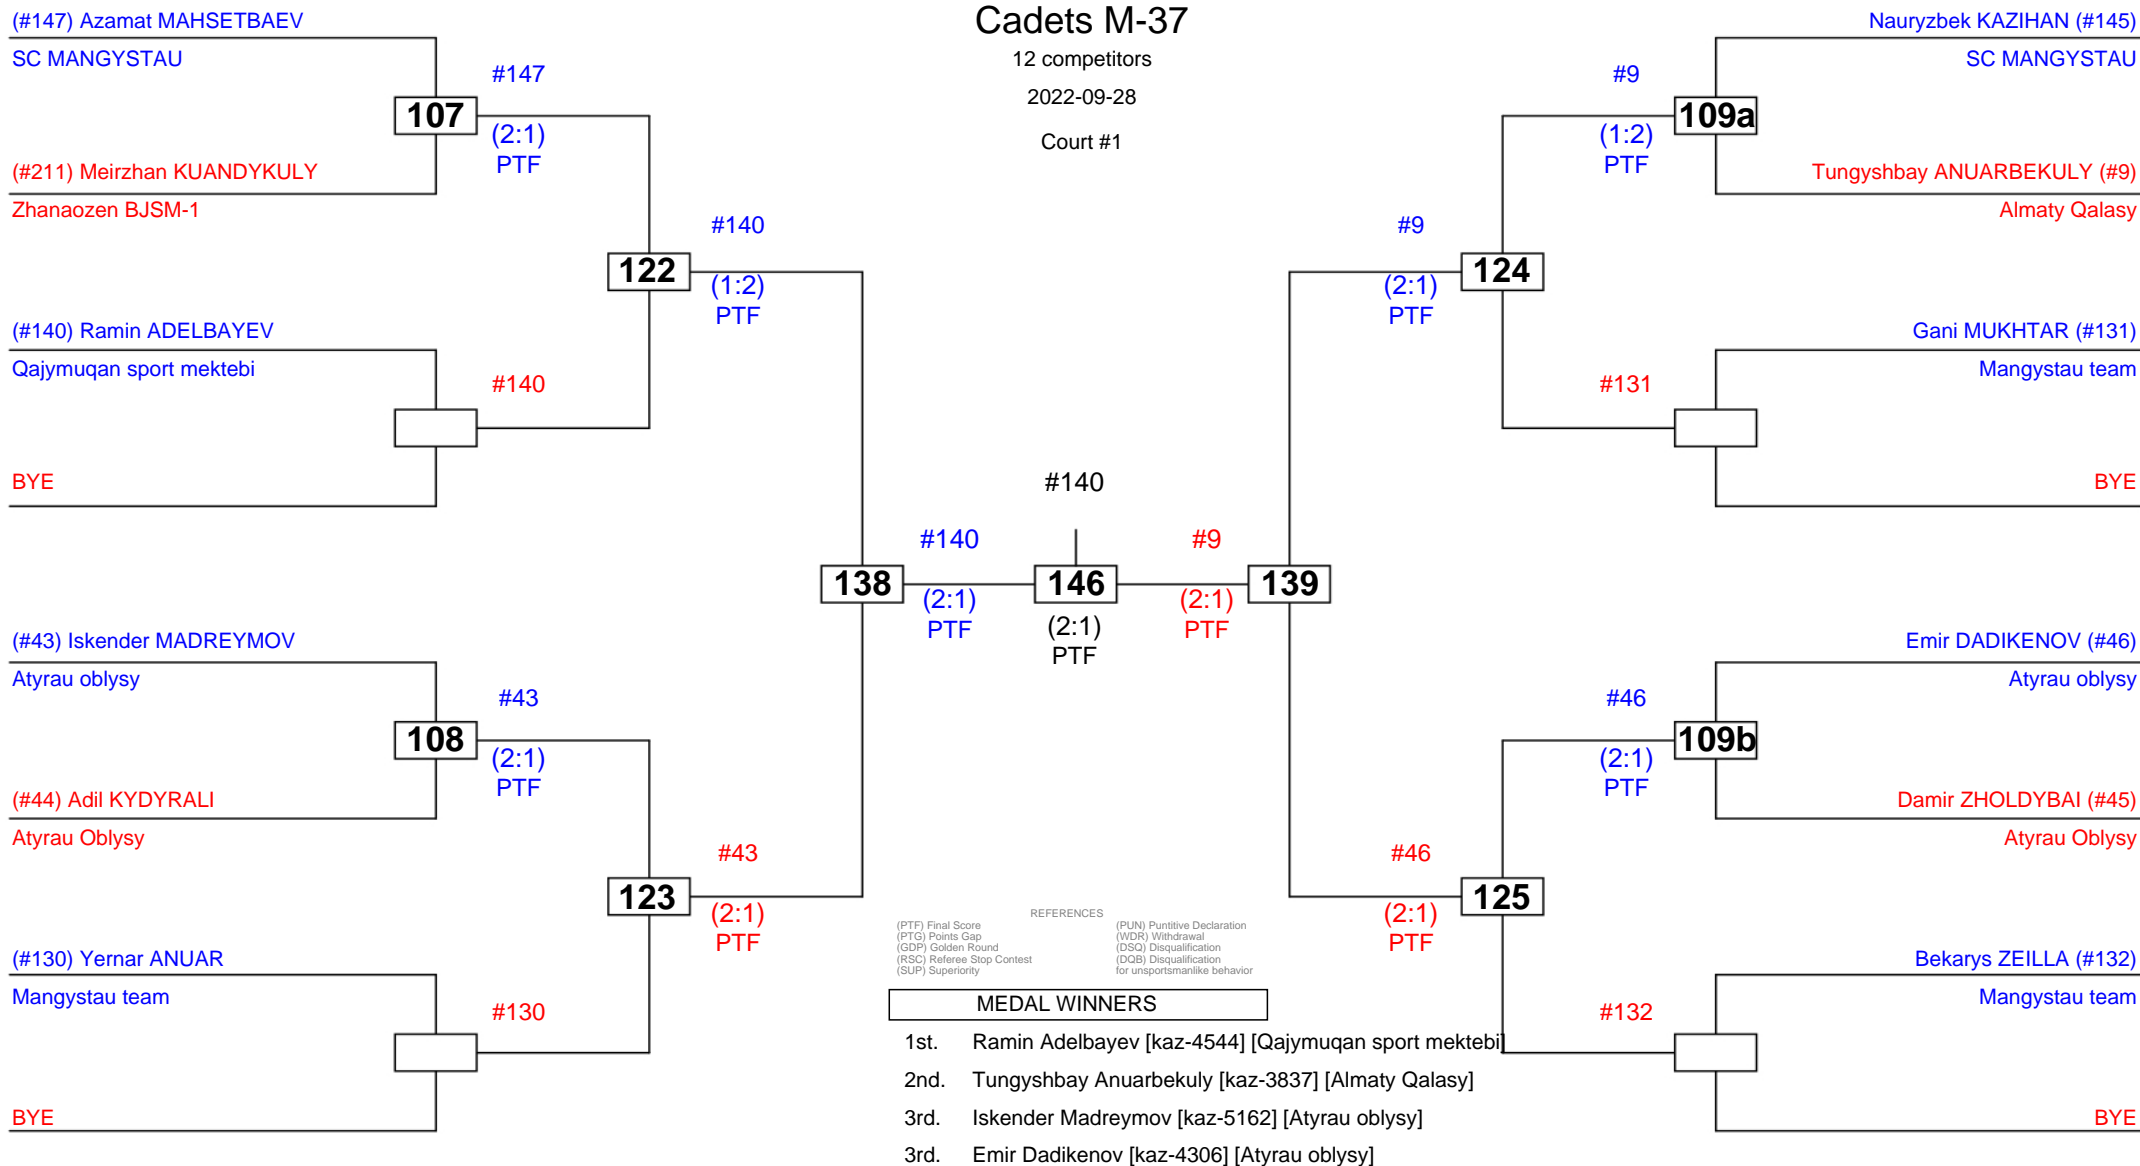 Cadets M-37
12 competitors
2022-09-28
Court #1
(#147) Azamat MAHSETBAEV
SC MANGYSTAU
#147
107
(2:1)
PTF
(#211) Meirzhan KUANDYKULY
Zhanaozen BJSM-1
#140
122
(1:2)
PTF
(#140) Ramin ADELBAYEV
Qajymuqan sport mektebi
#140
BYE
(#43) Iskender MADREYMOV
Atyrau oblysy
#43
108
(2:1)
PTF
(#44) Adil KYDYRALI
Atyrau Oblysy
#43
123
(2:1)
PTF
(#130) Yernar ANUAR
Mangystau team
#130
BYE
#140
138
(2:1)
PTF
#140
146
(2:1)
PTF
#9
139
(2:1)
PTF
Nauryzbek KAZIHAN (#145)
SC MANGYSTAU
#9
109a
(1:2)
PTF
Tungyshbay ANUARBEKULY (#9)
Almaty Qalasy
#9
124
(2:1)
PTF
Gani MUKHTAR (#131)
Mangystau team
#131
BYE
Emir DADIKENOV (#46)
Atyrau oblysy
#46
109b
(2:1)
PTF
Damir ZHOLDYBAI (#45)
Atyrau Oblysy
#46
125
(2:1)
PTF
Bekarys ZEILLA (#132)
Mangystau team
#132
BYE
REFERENCES
(PTF) Final Score
(PTG) Points Gap
(GDP) Golden Round
(RSC) Referee Stop Contest
(SUP) Superiority
(PUN) Puntitive Declaration
(WDR) Withdrawal
(DSQ) Disqualification
(DQB) Disqualification
for unsportsmanlike behavior
MEDAL WINNERS
1st. Ramin Adelbayev [kaz-4544] [Qajymuqan sport mektebi]
2nd. Tungyshbay Anuarbekuly [kaz-3837] [Almaty Qalasy]
3rd. Iskender Madreymov [kaz-5162] [Atyrau oblysy]
3rd. Emir Dadikenov [kaz-4306] [Atyrau oblysy]